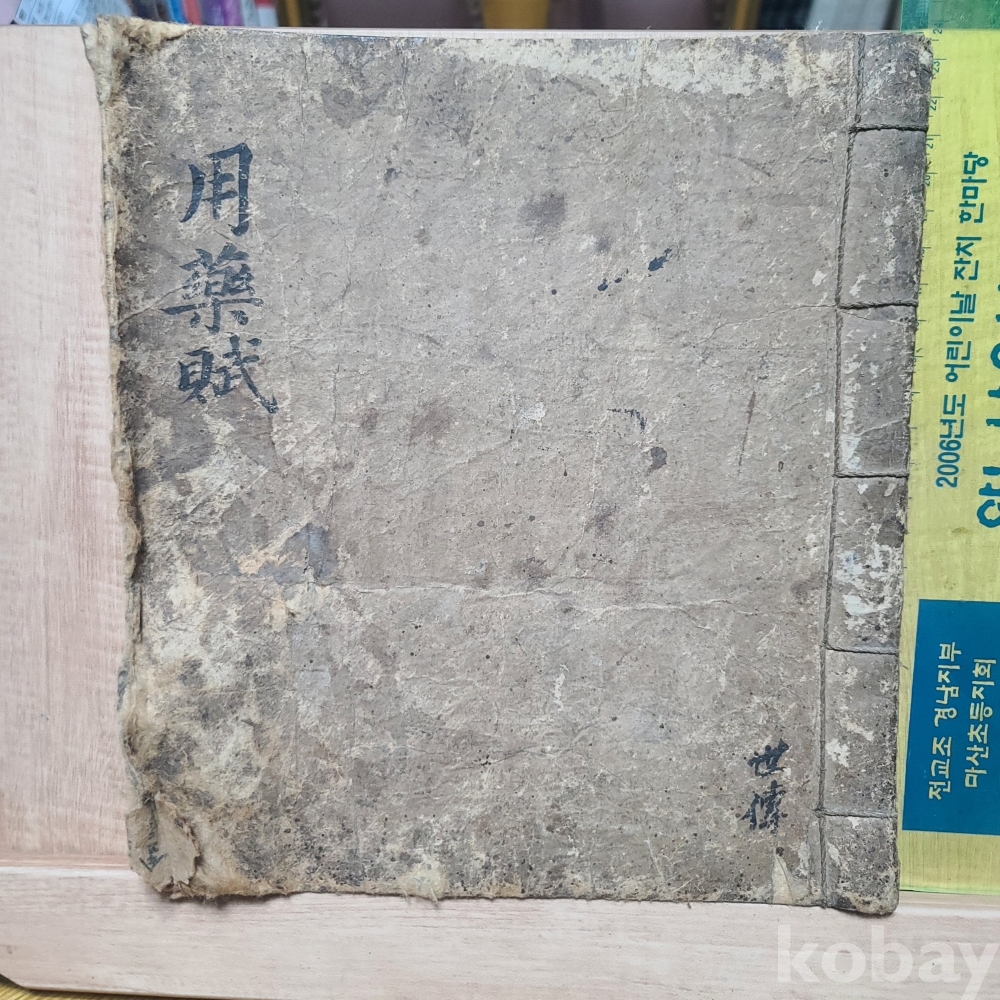 用藥賦
世傳
2006년도 어린이날 잔치 한마당
전교조 경남지부
마산초등지회
kobay